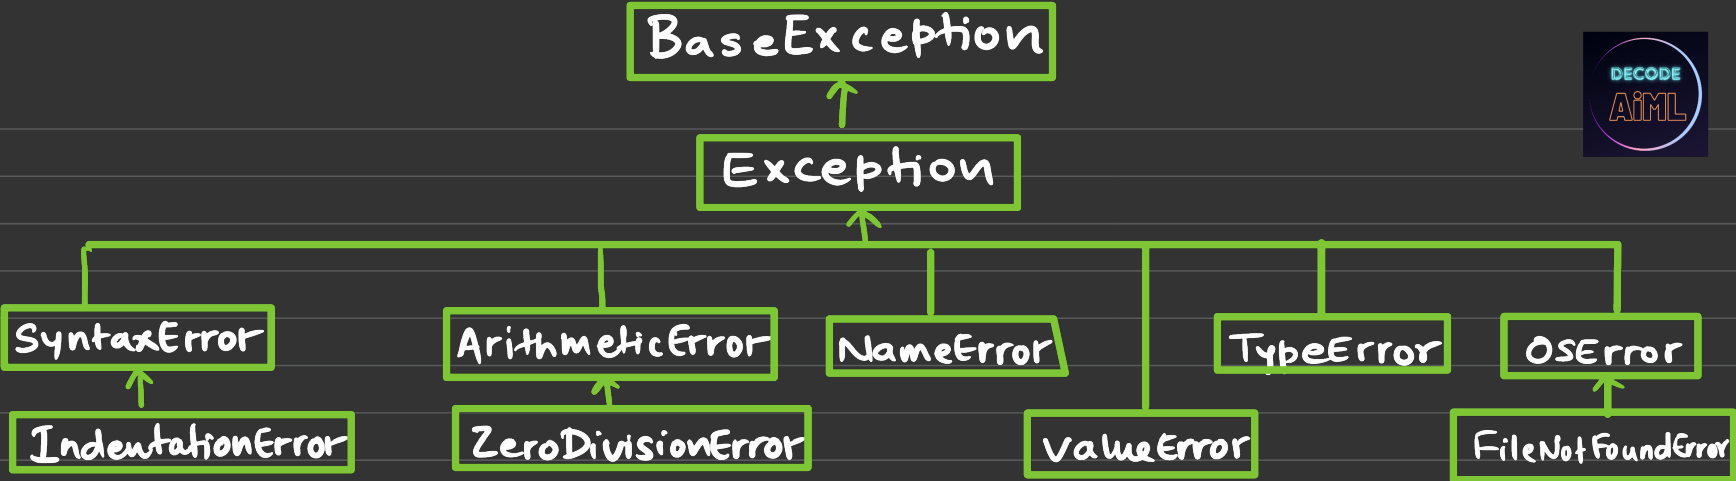 BaseException
DECODE
AiML
Exception
SyntaxError
ArithmeticError
NameError
TypeError
OSError
IndentationError
ZeroDivisionError
ValueError
FileNotFoundError